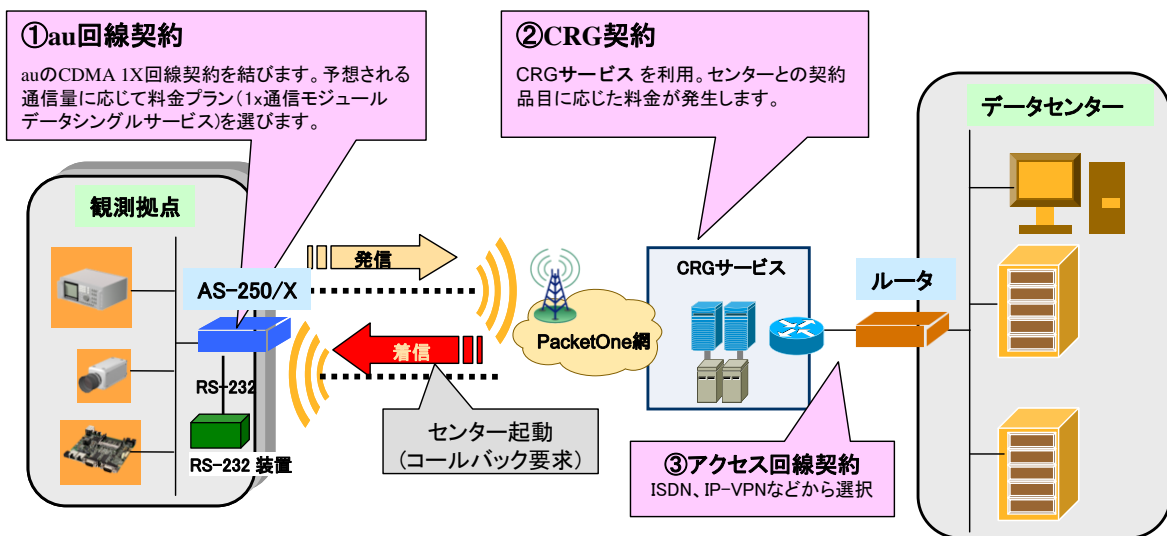 ①au回線契約
auのCDMA 1X回線契約を結びます。予想される
通信量に応じて料金プラン(1x通信モジュール
データシングルサービス)を選びます。
②CRG契約
CRGサービス を利用。センターとの契約
品目に応じた料金が発生します。
データセンター
観測拠点
発信
AS-250/X
CRGサービス
ルータ
PacketOne網
着信
RS-232
センター起動
(コールバック要求)
RS-232 装置
③アクセス回線契約
ISDN、IP-VPNなどから選択